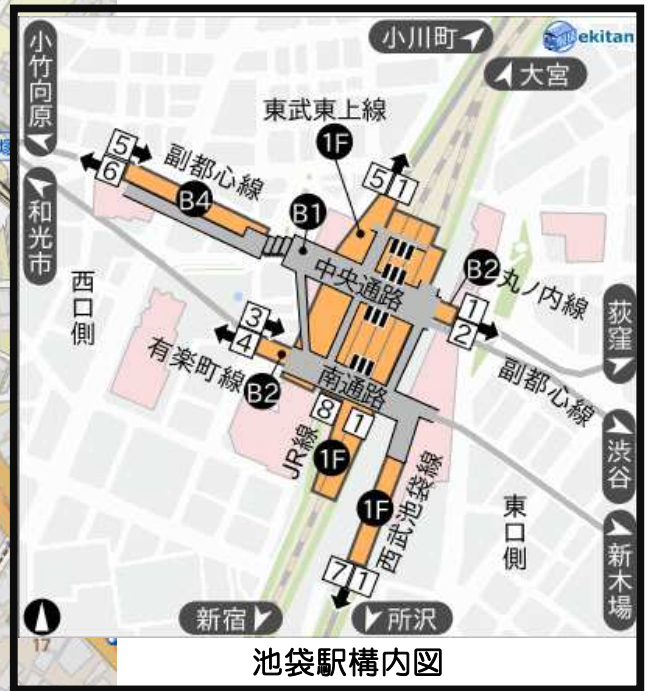 小川町
ekitan
大宮
小竹向原
東武東上線
1F
5 1
5
6
副都心線
B4
B1
和光市
中央通路
B2
丸ノ内線
1
2
西口側
荻窪
3
4
有楽町線
B2
南通路
副都心線
8
1
JR線
1F
渋谷
1F
西武池袋線
東口側
新木場
7 1
新宿
所沢
17
池袋駅構内図